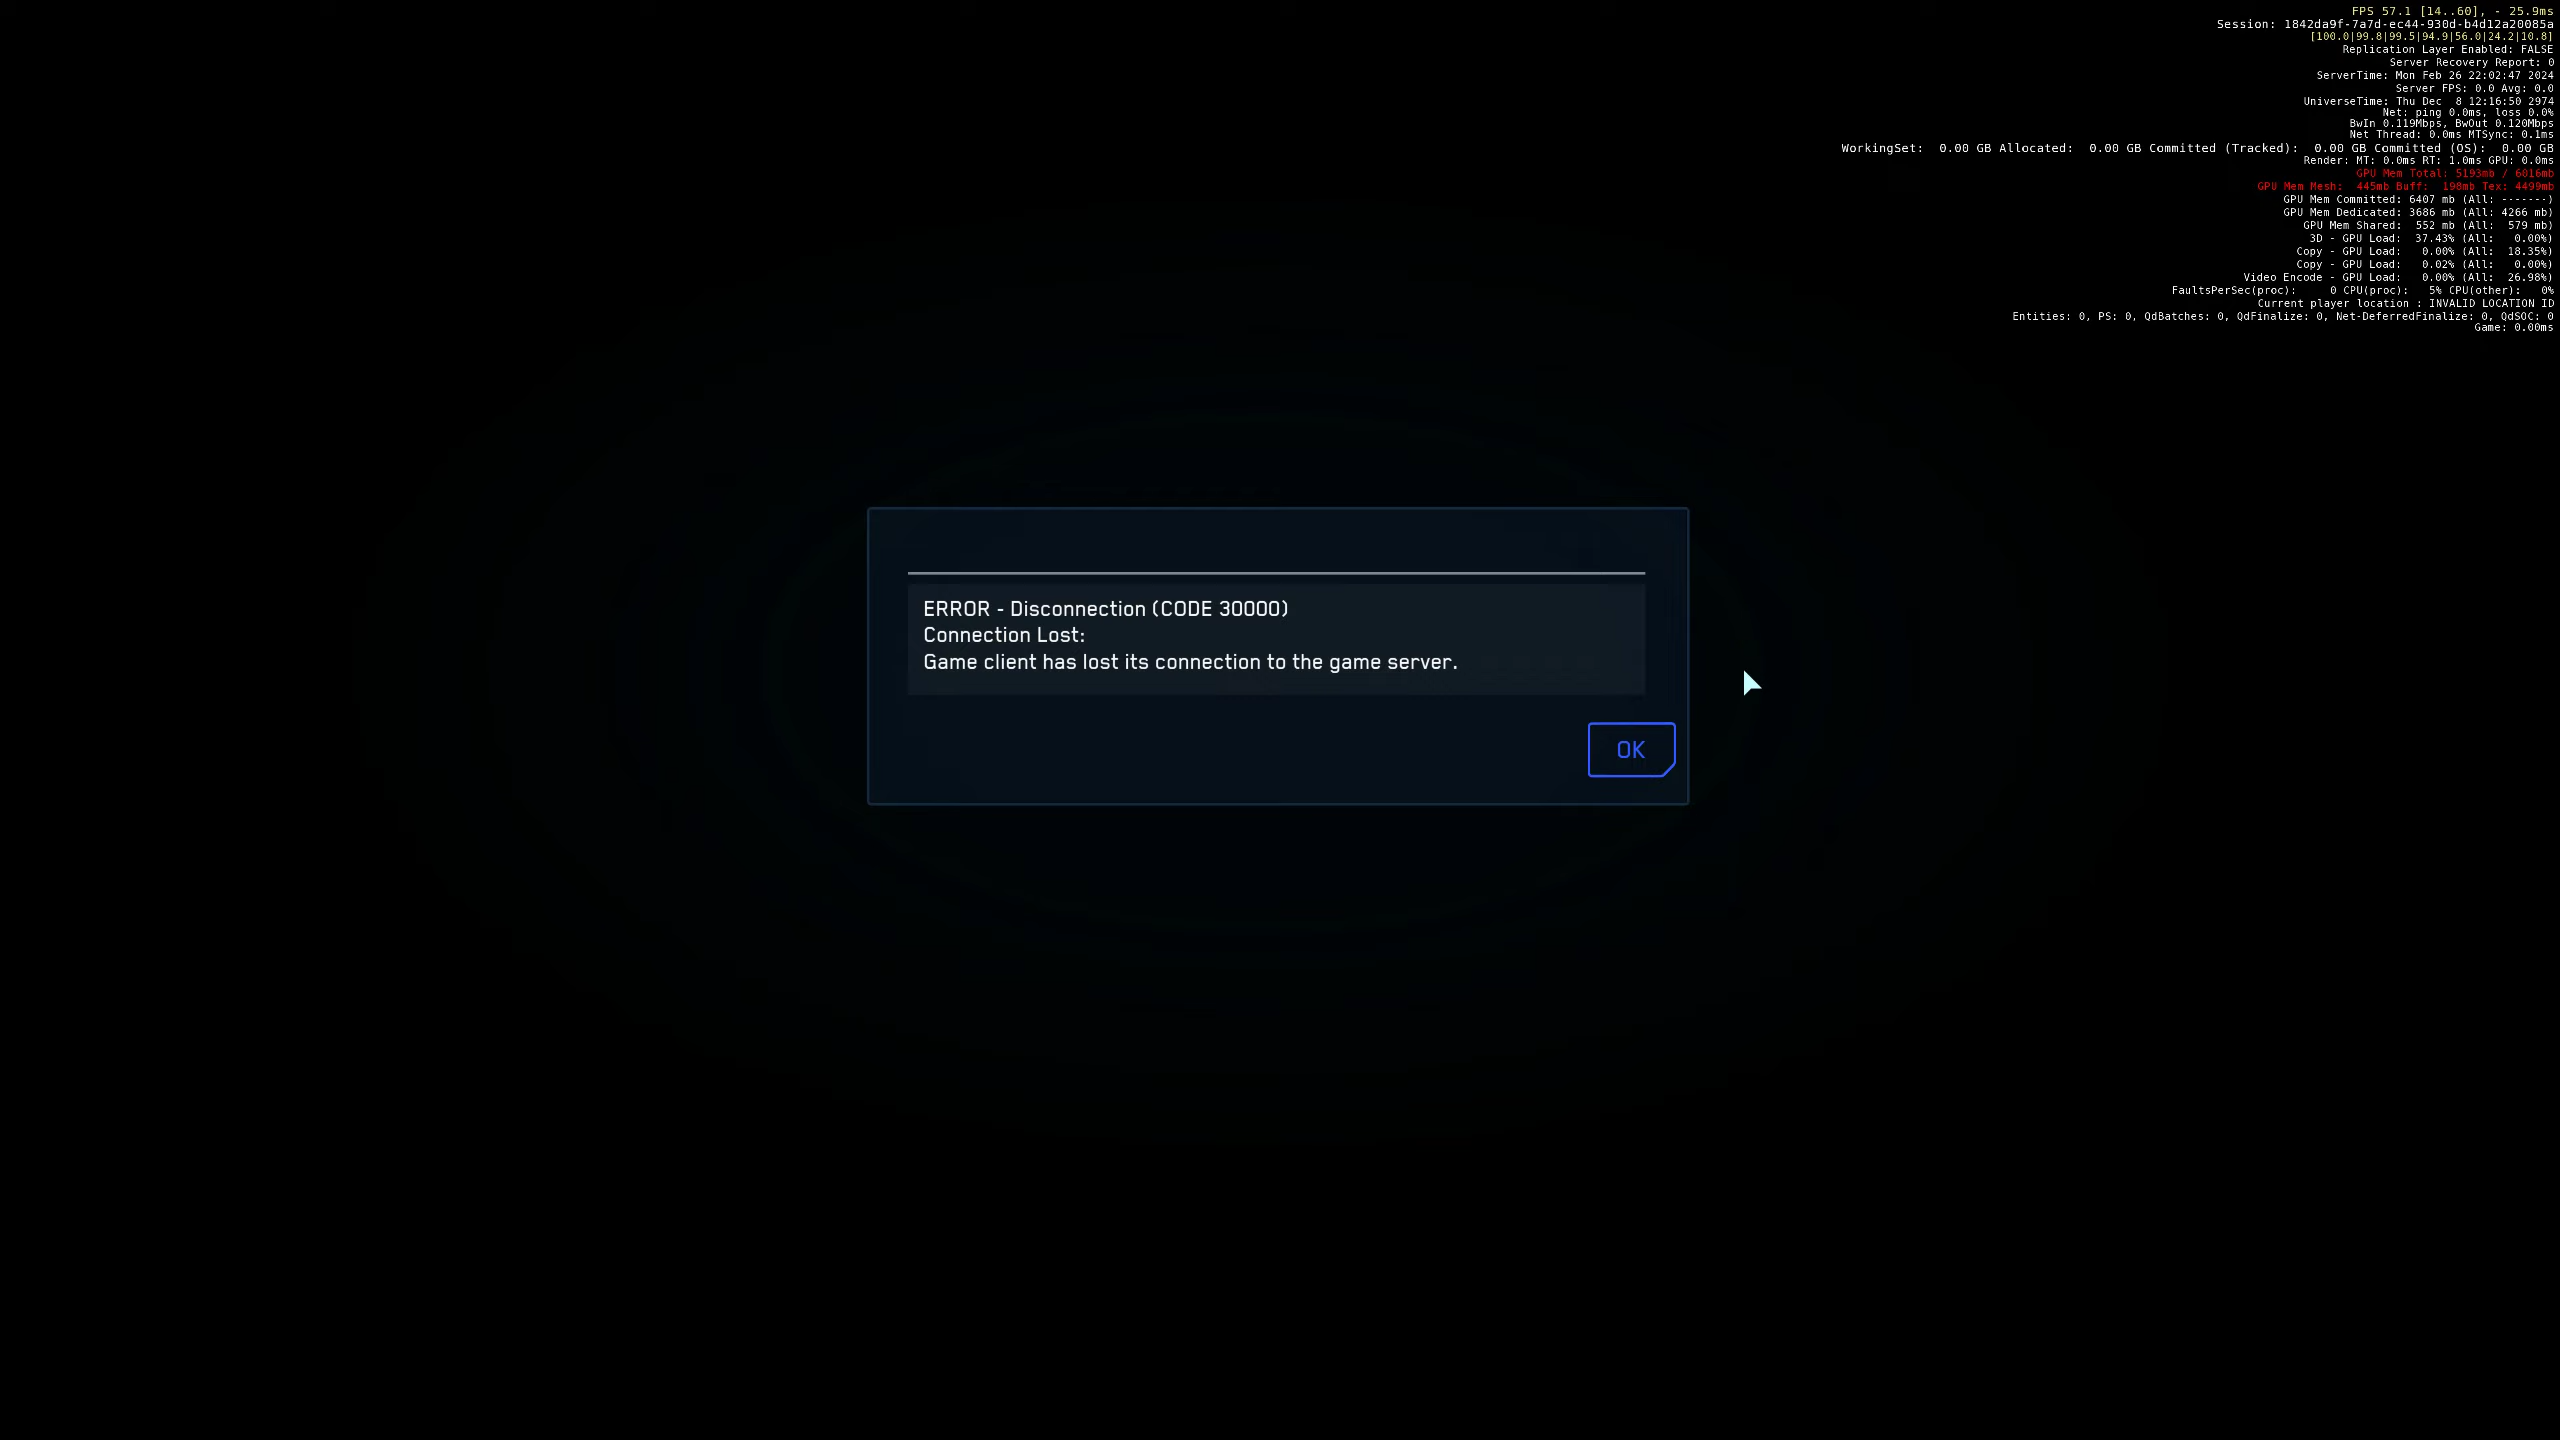 FPS 57.1 [14..60], - 25.9ms
Session: 1842da9f-7a7d-ec44-930d-b4d12a20085a
[100.0|99.8|99.5|94.9|56.0|24.2|10.8]
Replication Layer Enabled: FALSE
Server Recovery Report: 0
ServerTime: Mon Feb 26 22:02:47 2024
Server FPS: 0.0 Avg: 0.0
UniverseTime: Thu Dec  8 12:16:50 2974
Net: ping 0.0ms, loss 0.0%
BwIn 0.119Mbps, BwOut 0.120Mbps
Net Thread: 0.0ms MTSync: 0.1ms
WorkingSet:  0.00 GB Allocated:  0.00 GB Committed (Tracked):  0.00 GB Committed (OS):  0.00 GB
Render: MT: 0.0ms RT: 1.0ms GPU: 0.0ms
GPU Mem Total: 5193mb / 6016mb
GPU Mem Mesh:  445mb Buff:  198mb Tex: 4499mb
GPU Mem Committed: 6407 mb (All: -------)
GPU Mem Dedicated: 3686 mb (All: 4266 mb)
GPU Mem Shared:  552 mb (All:  579 mb)
3D - GPU Load:  37.43% (All:   0.00%)
Copy - GPU Load:   0.00% (All:  18.35%)
Copy - GPU Load:   0.02% (All:   0.00%)
Video Encode - GPU Load:   0.00% (All:  26.98%)
FaultsPerSec(proc):     0 CPU(proc):   5% CPU(other):   0%
Current player location : INVALID LOCATION ID
Entities: 0, PS: 0, QdBatches: 0, QdFinalize: 0, Net-DeferredFinalize: 0, QdSOC: 0
Game: 0.00ms
ERROR - Disconnection (CODE 30000)
Connection Lost:
Game client has lost its connection to the game server.
OK